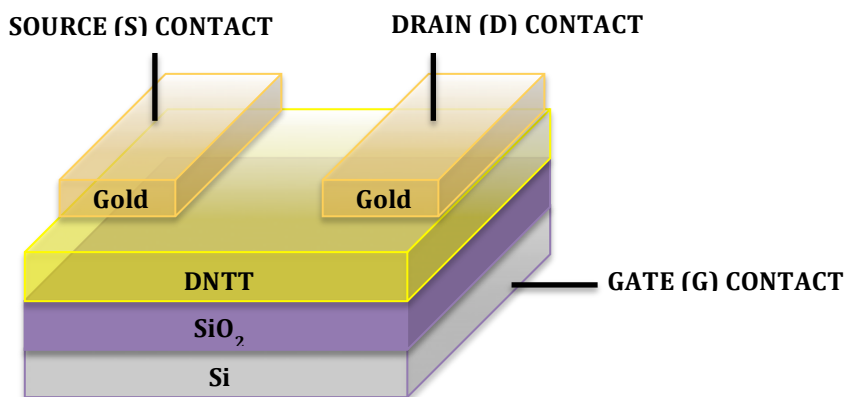 SOURCE (S) CONTACT
DRAIN (D) CONTACT
Gold
Gold
DNTT
GATE (G) CONTACT
SiO₂
Si